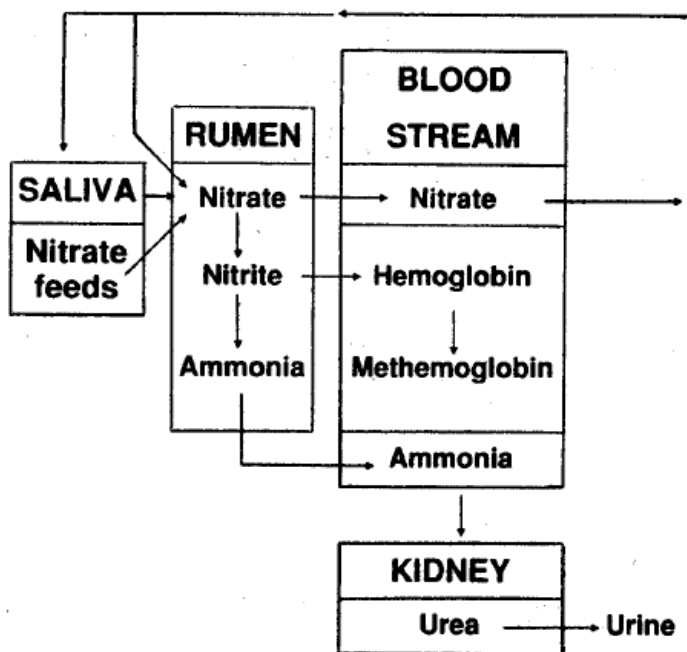 BLOOD
STREAM
RUMEN
SALIVA
Nitrate
feeds
Nitrate
Nitrite
Ammonia
Nitrate
Hemoglobin
Methemoglobin
Ammonia
KIDNEY
Urea
Urine